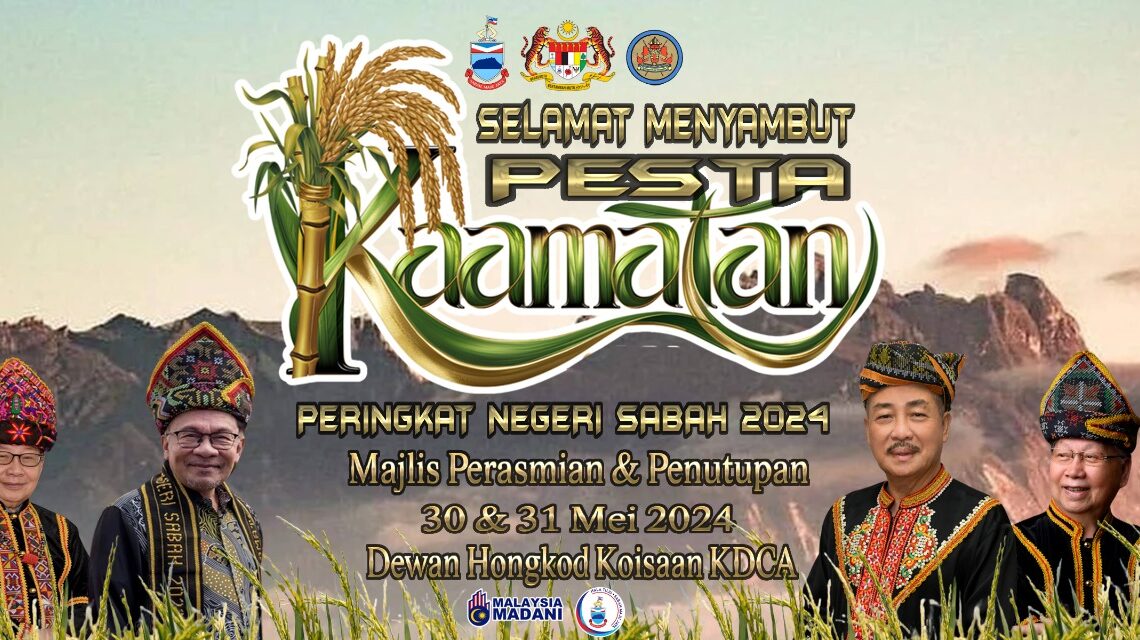 SELAMAT MENYAMBUT
PESTA
Kaamatan
PERINGKAT NEGERI SABAH 2024
Majlis Perasmian & Penutupan
30 & 31 Mei 2024
Dewan Hongkod Koisaan KDCA
SABAH
MALAYSIA
MADANI